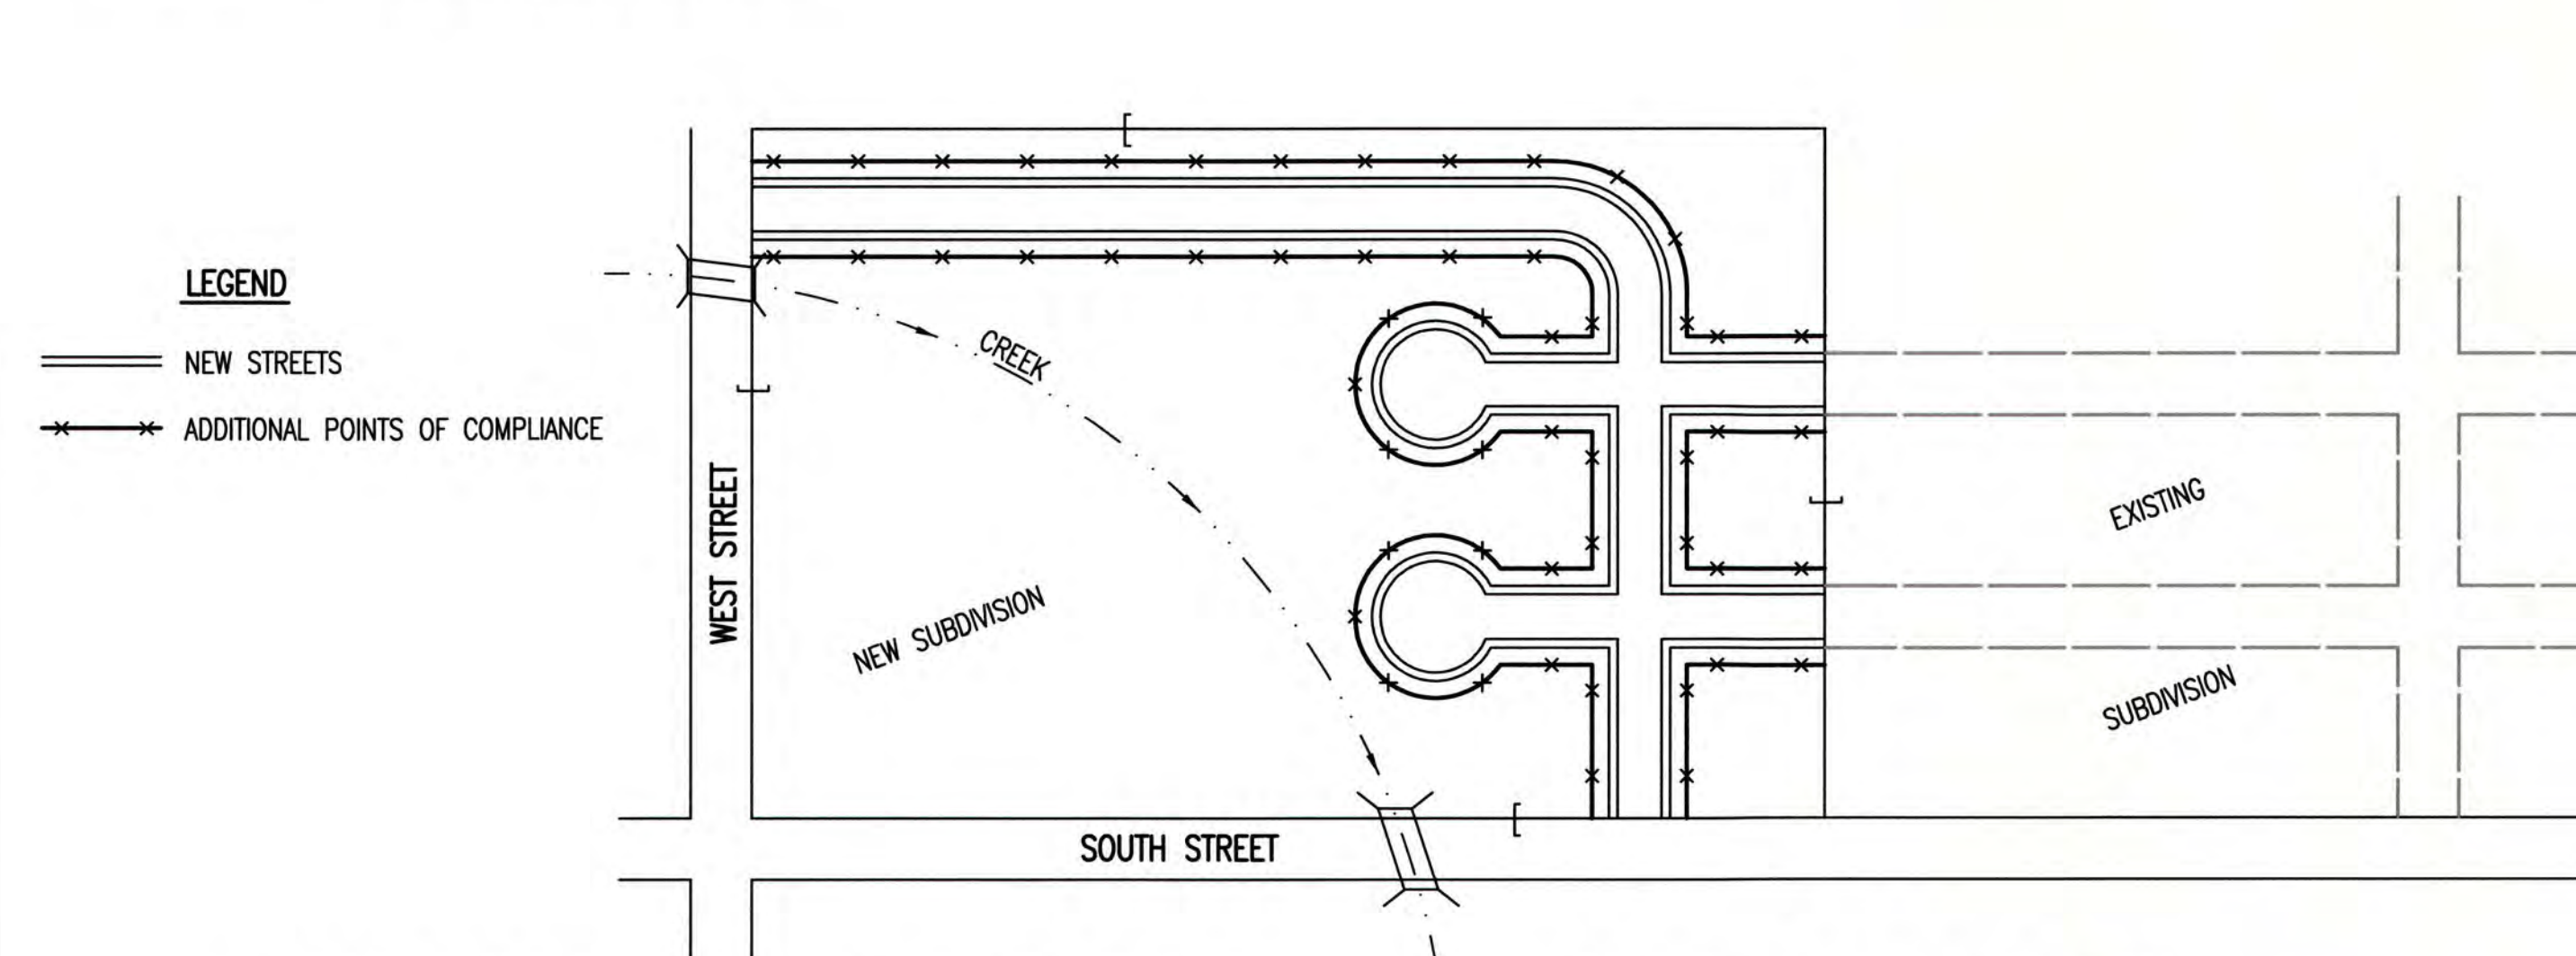 LEGEND
NEW STREETS
ADDITIONAL POINTS OF COMPLIANCE
CREEK
WEST STREET
NEW SUBDIVISION
EXISTING
SUBDIVISION
SOUTH STREET